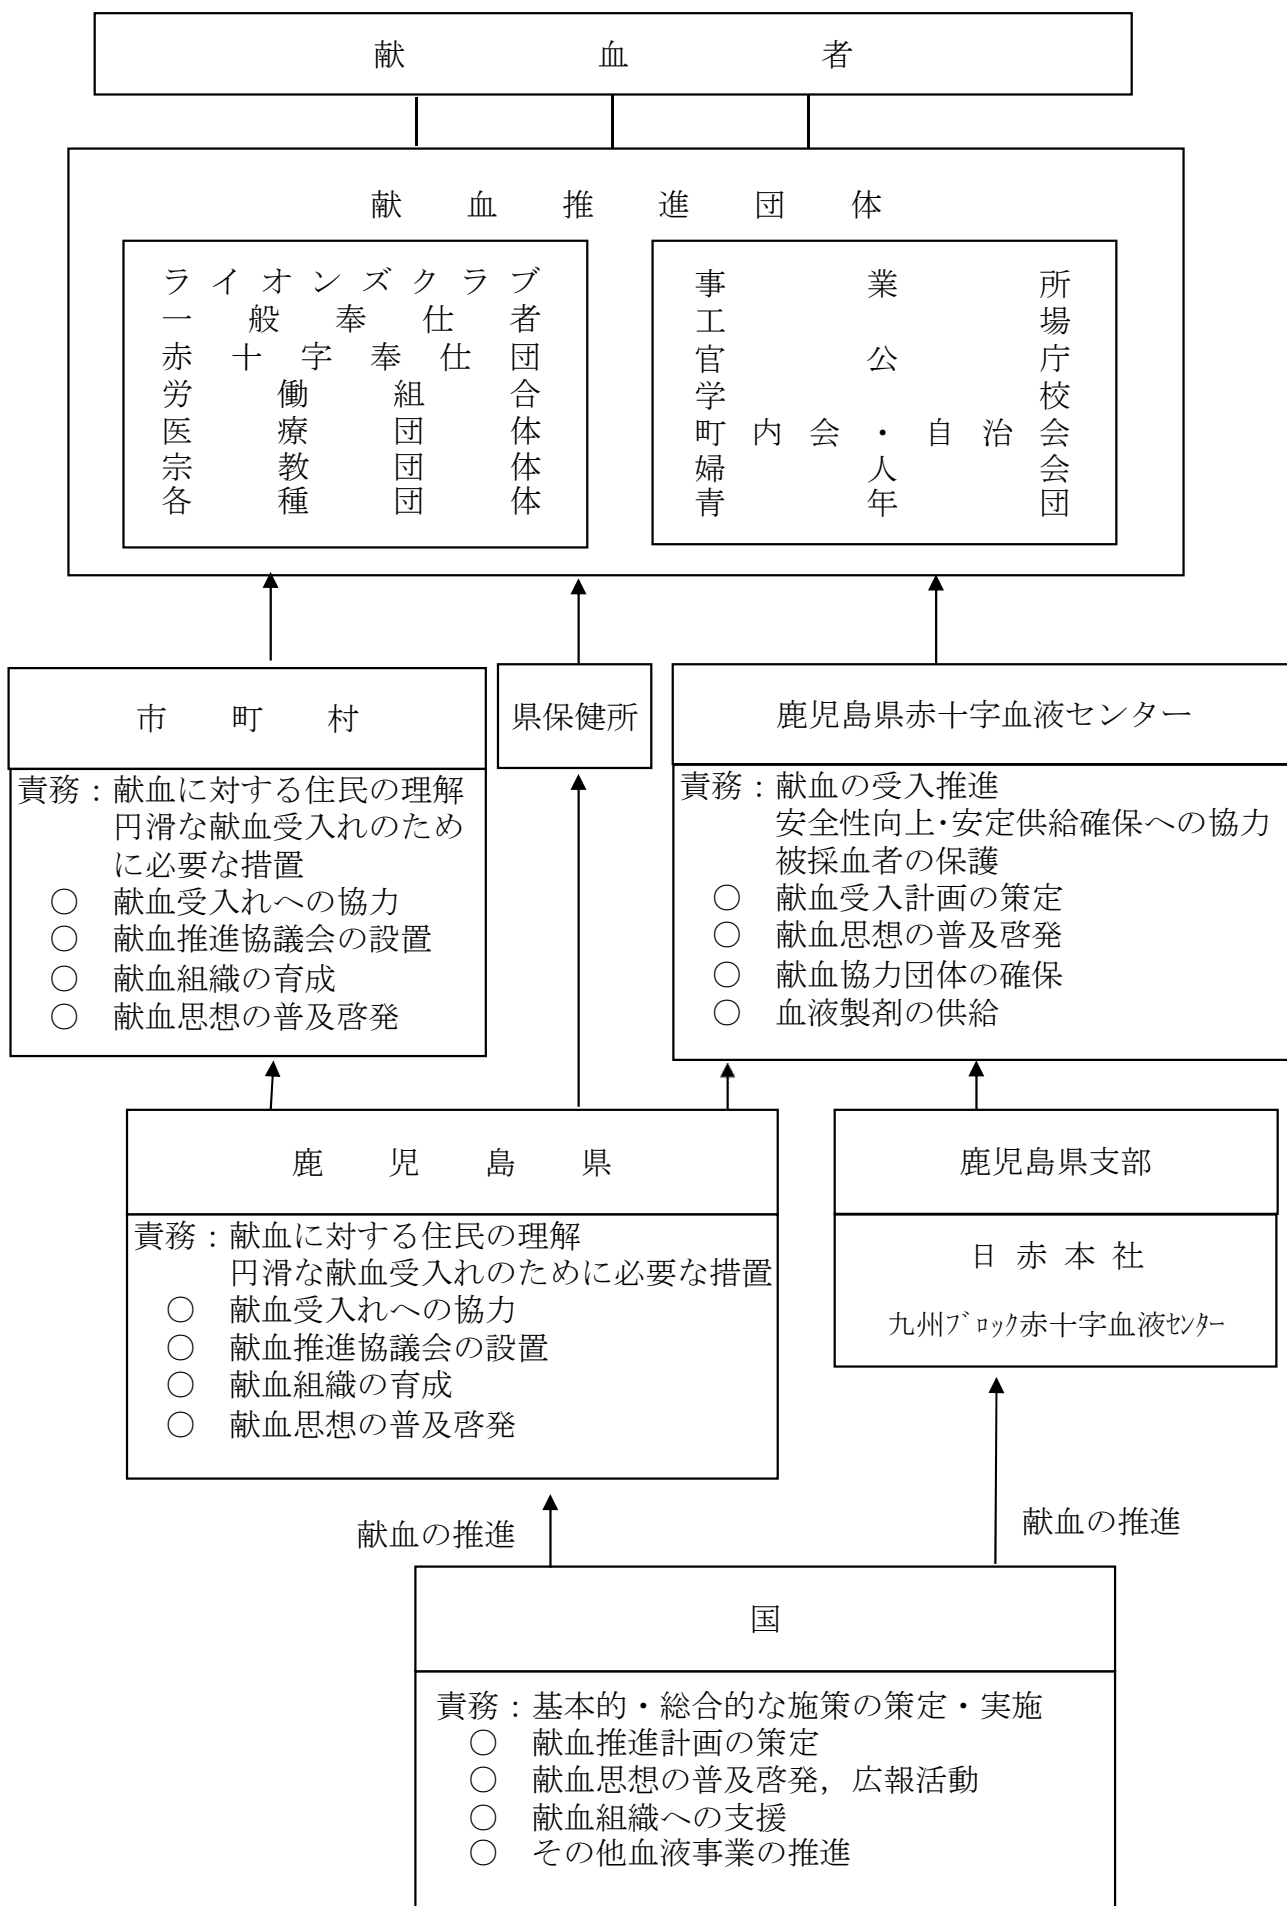 献血者
献血推進団体
ライオンズクラブ
一般奉仕者
赤十字奉仕団
労働組合
医療団体
宗教団体
各種団体
事業所
工場
官公庁
学校
町内会・自治会
婦人会
青年団
市町村
責務：献血に対する住民の理解
円滑な献血受入れのため
に必要な措置
○ 献血受入れへの協力
○ 献血推進協議会の設置
○ 献血組織の育成
○ 献血思想の普及啓発
県保健所
鹿児島県赤十字血液センター
責務：献血の受入推進
安全性向上・安定供給確保への協力
被採血者の保護
○ 献血受入計画の策定
○ 献血思想の普及啓発
○ 献血協力団体の確保
○ 血液製剤の供給
鹿児島県
責務：献血に対する住民の理解
円滑な献血受入れのために必要な措置
○ 献血受入れへの協力
○ 献血推進協議会の設置
○ 献血組織の育成
○ 献血思想の普及啓発
鹿児島県支部
日赤本社
九州ﾌﾞﾛｯｸ赤十字血液ｾﾝﾀｰ
献血の推進
献血の推進
国
責務：基本的・総合的な施策の策定・実施
○ 献血推進計画の策定
○ 献血思想の普及啓発，広報活動
○ 献血組織への支援
○ その他血液事業の推進